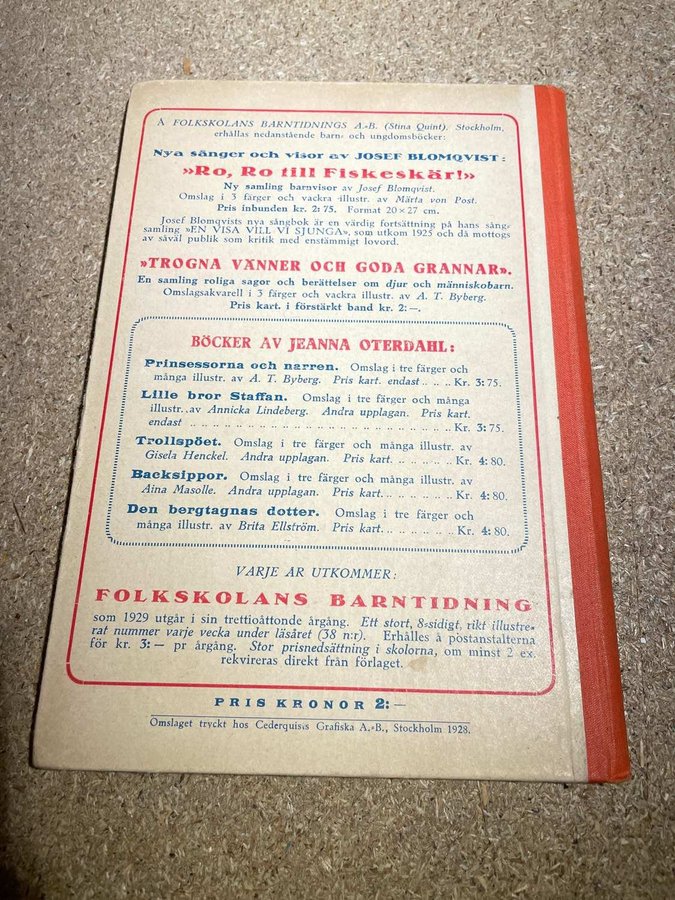 Å FOLKSKOLANS BARNTIDNINGS A.-B. (Stina Quint), Stockholm,
erhållas nedanstående barn- och ungdomsböcker:
Nya sånger och visor av JOSEF BLOMQVIST:
»Ro, Ro till Fiskeskär!»
Ny samling barnvisor av Josef Blomqvist.
Omslag i 3 färger och vackra illustr. av Märta von Post.
Pris inbunden kr. 2:75. Format 20×27 cm.
Josef Blomqvists nya sångbok är en värdig fortsättning på hans sång-
samling »EN VISA VILL VI SJUNGA», som utkom 1925 och då mottogs
av såväl publik som kritik med enstämmigt lovord.
»TROGNA VÄNNER OCH GODA GRANNAR».
En samling roliga sagor och berättelser om djur och människobarn.
Omslagsakvarell i 3 färger och vackra illustr. av A. T. Byberg.
Pris kart. i förstärkt band kr. 2:—.
BÖCKER AV JEANNA OTERDAHL:
Prinsessorna och narren. Omslag i tre färger och
många illustr. av A. T. Byberg. Pris kart. endast .. . .. Kr. 3:75.
Lille bror Staffan. Omslag i tre färger och många
illustr. av Annicka Lindeberg. Andra upplagan. Pris kart.
endast .. .. .. .. .. .. .. .. .. .. .. .. .. .. .. .. .. Kr. 3:75.
Trollspöet. Omslag i tre färger och många illustr. av
Gisela Henckel. Andra upplagan. Pris kart. .. .. .. .. Kr. 4:80.
Backsippor. Omslag i tre färger och många illustr. av
Aina Masolle. Andra upplagan. Pris kart. .. .. .. .. .. Kr. 4:80.
Den bergtagnas dotter. Omslag i tre färger och
många illustr. av Brita Ellström. Pris kart. .. .. .. .. Kr. 4:80.
VARJE ÅR UTKOMMER:
FOLKSKOLANS BARNTIDNING
som 1929 utgår i sin trettioåttonde årgång. Ett stort, 8-sidigt, rikt illustre-
rat nummer varje vecka under läsåret (38 n:r). Erhålles å postanstalterna
för kr. 3:— pr årgång. Stor prisnedsättning i skolorna, om minst 2 ex.
rekvireras direkt från förlaget.
PRIS KRONOR 2:—
Omslaget tryckt hos Cederquists Grafiska A.-B., Stockholm 1928.